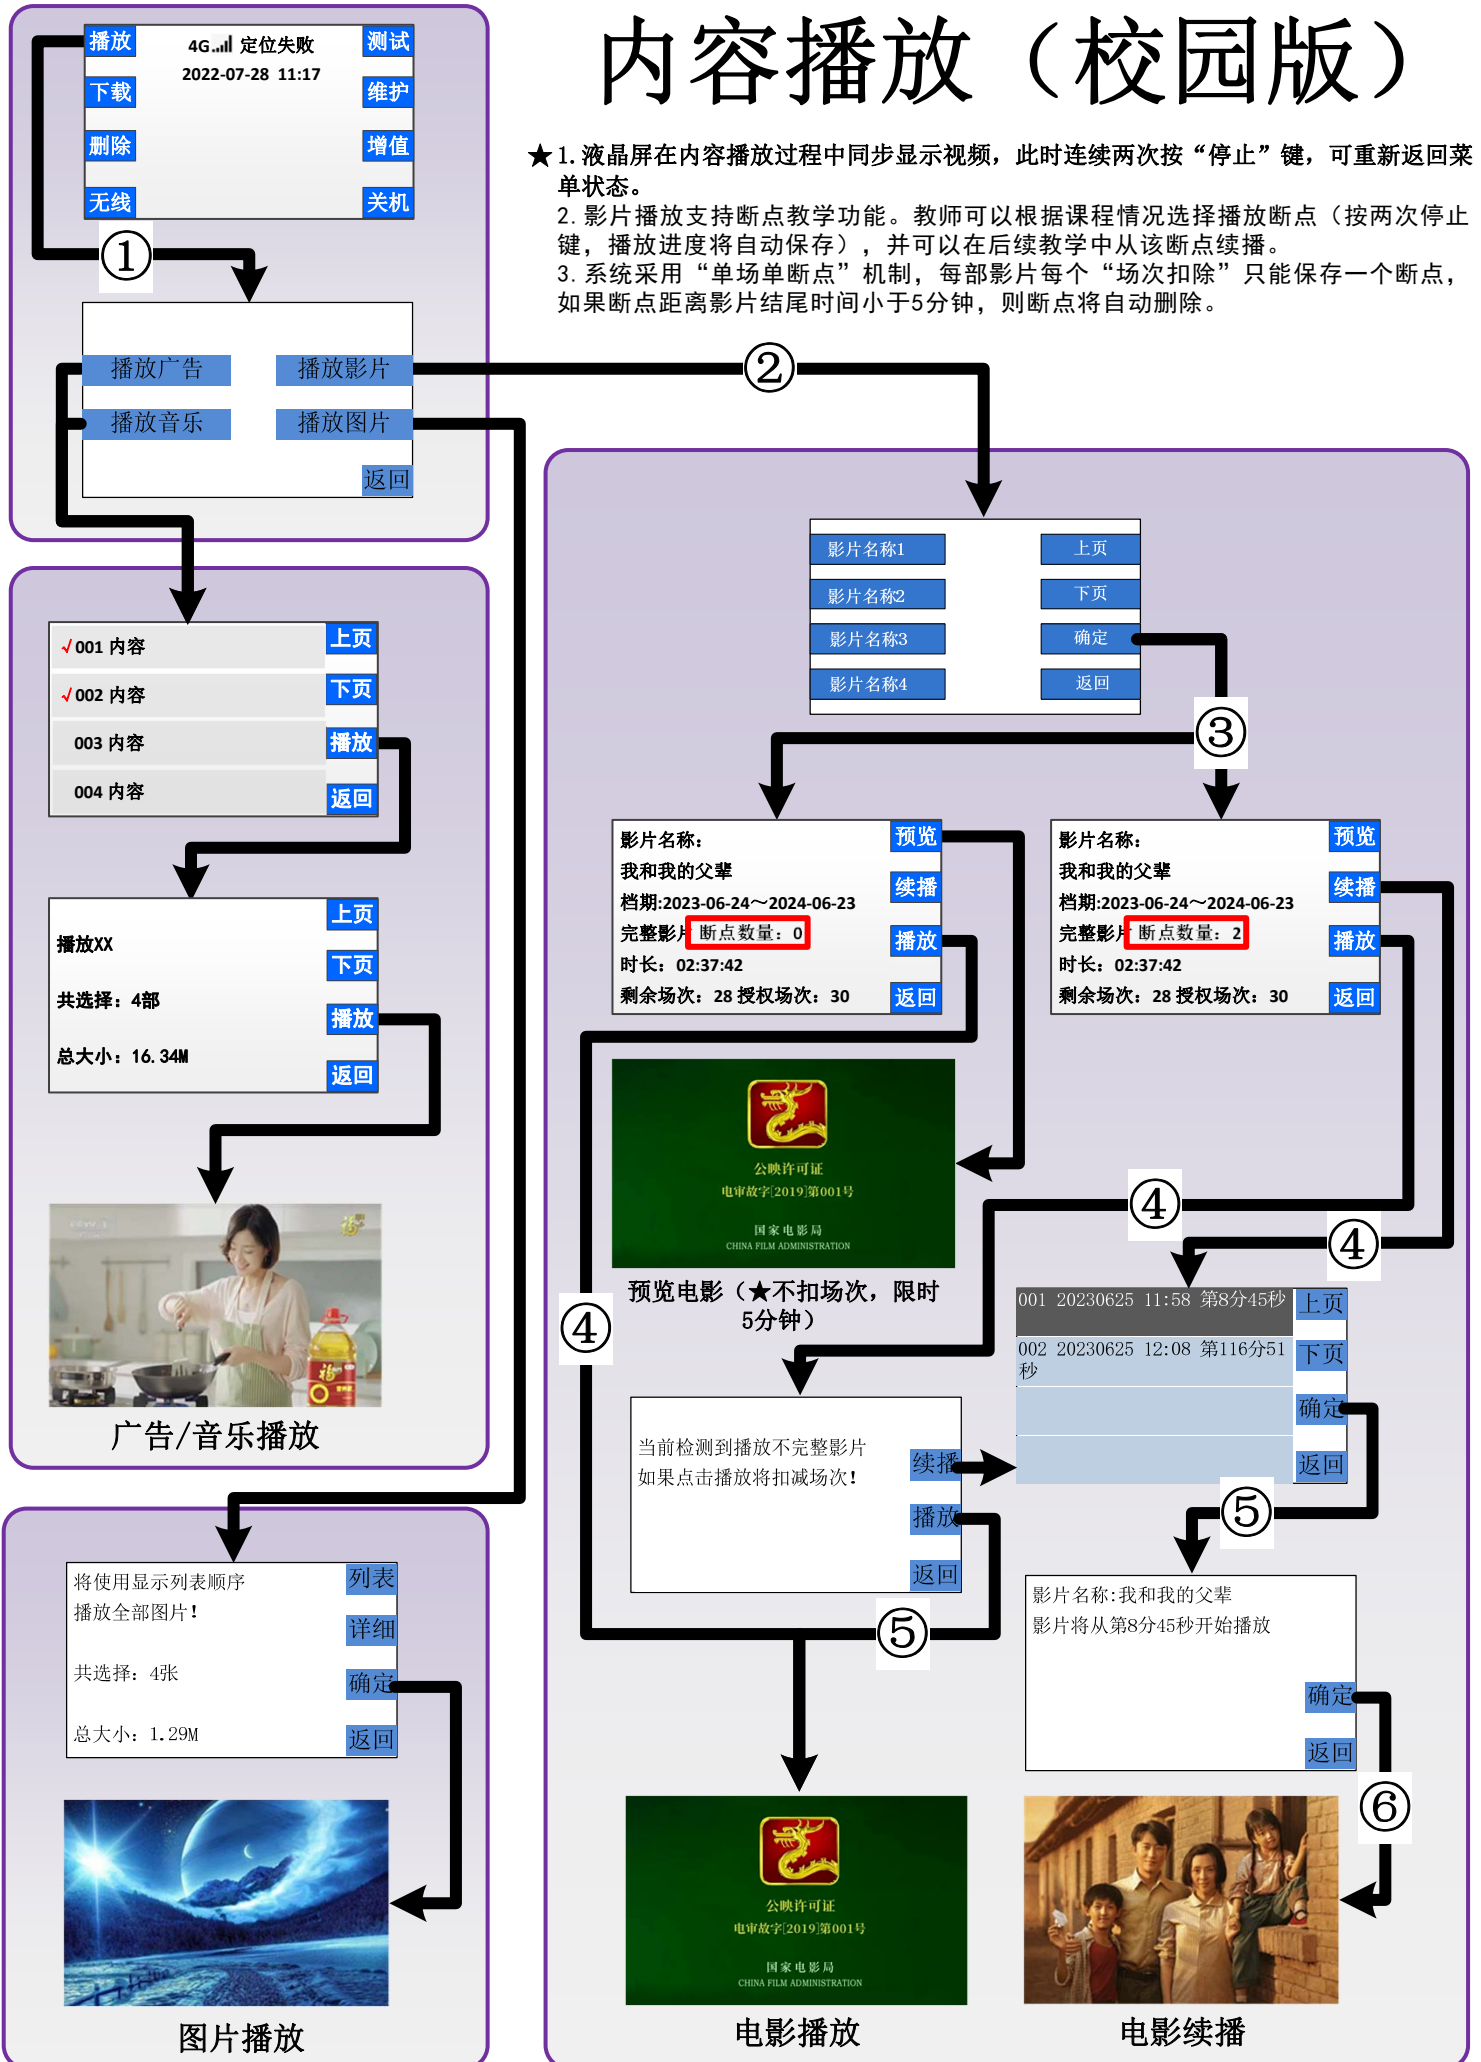 内容播放（校园版）
★1.液晶屏在内容播放过程中同步显示视频，此时连续两次按“停止”键，可重新返回菜
单状态。
2.影片播放支持断点教学功能。教师可以根据课程情况选择播放断点（按两次停止
键，播放进度将自动保存），并可以在后续教学中从该断点续播。
3.系统采用“单场单断点”机制，每部影片每个“场次扣除”只能保存一个断点，
如果断点距离影片结尾时间小于5分钟，则断点将自动删除。
播放
4G 定位失败
测试
2022-07-28 11:17
下载
维护
删除
增值
无线
关机
①
播放广告
播放影片
播放音乐
播放图片
返回
②
√001 内容
上页
√002 内容
下页
003 内容
播放
004 内容
返回
上页
播放XX
下页
共选择：4部
播放
总大小：16.34M
返回
广告/音乐播放
将使用显示列表顺序
列表
播放全部图片！
详细
共选择：4张
确定
总大小：1.29M
返回
图片播放
影片名称1
上页
影片名称2
下页
影片名称3
确定
影片名称4
返回
③
影片名称：
预览
我和我的父辈
续播
档期:2023-06-24～2024-06-23
完整影片 断点数量：0
播放
时长：02:37:42
剩余场次：28 授权场次：30
返回
影片名称：
预览
我和我的父辈
续播
档期:2023-06-24～2024-06-23
完整影片 断点数量：2
播放
时长：02:37:42
剩余场次：28 授权场次：30
返回
公映许可证
电审故字[2019]第001号
国家电影局
CHINA FILM ADMINISTRATION
预览电影（★不扣场次，限时
5分钟）
④
④
④
001 20230625 11:58 第8分45秒
上页
002 20230625 12:08 第116分51
秒
下页
确定
返回
当前检测到播放不完整影片
如果点击播放将扣减场次！
续播
播放
返回
⑤
⑤
影片名称:我和我的父辈
影片将从第8分45秒开始播放
确定
返回
⑥
公映许可证
电审故字[2019]第001号
国家电影局
CHINA FILM ADMINISTRATION
电影播放
电影续播